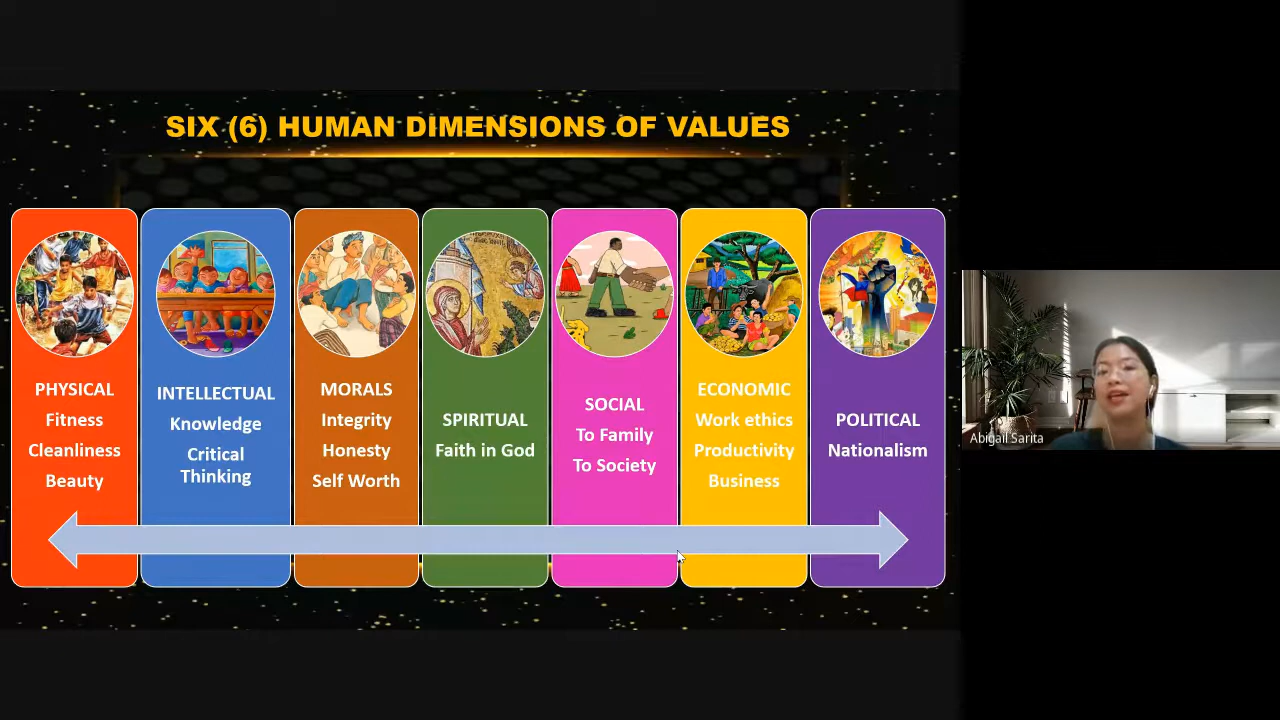 SIX (6) HUMAN DIMENSIONS OF VALUES
PHYSICAL
Fitness
Cleanliness
Beauty
INTELLECTUAL
Knowledge
Critical
Thinking
MORALS
Integrity
Honesty
Self Worth
SPIRITUAL
Faith in God
SOCIAL
To Family
To Society
ECONOMIC
Work ethics
Productivity
Business
POLITICAL
Nationalism
Abigail Sarita